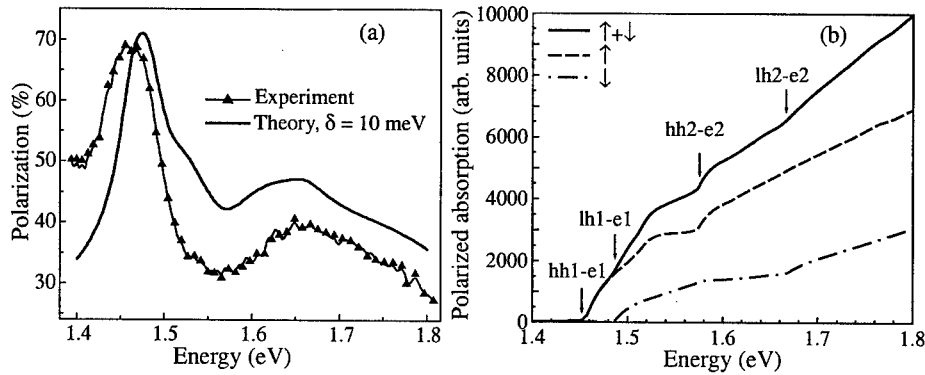 (a)
70
60
50
40
30
Polarization (%)
Experiment
Theory, δ = 10 meV
1.4 1.5 1.6 1.7 1.8
Energy (eV)
(b)
10000
8000
6000
4000
2000
0
Polarized absorption (arb. units)
↑+↓
↑
↓
lh2-e2
hh2-e2
lh1-e1
hh1-e1
1.4 1.5 1.6 1.7 1.8
Energy (eV)